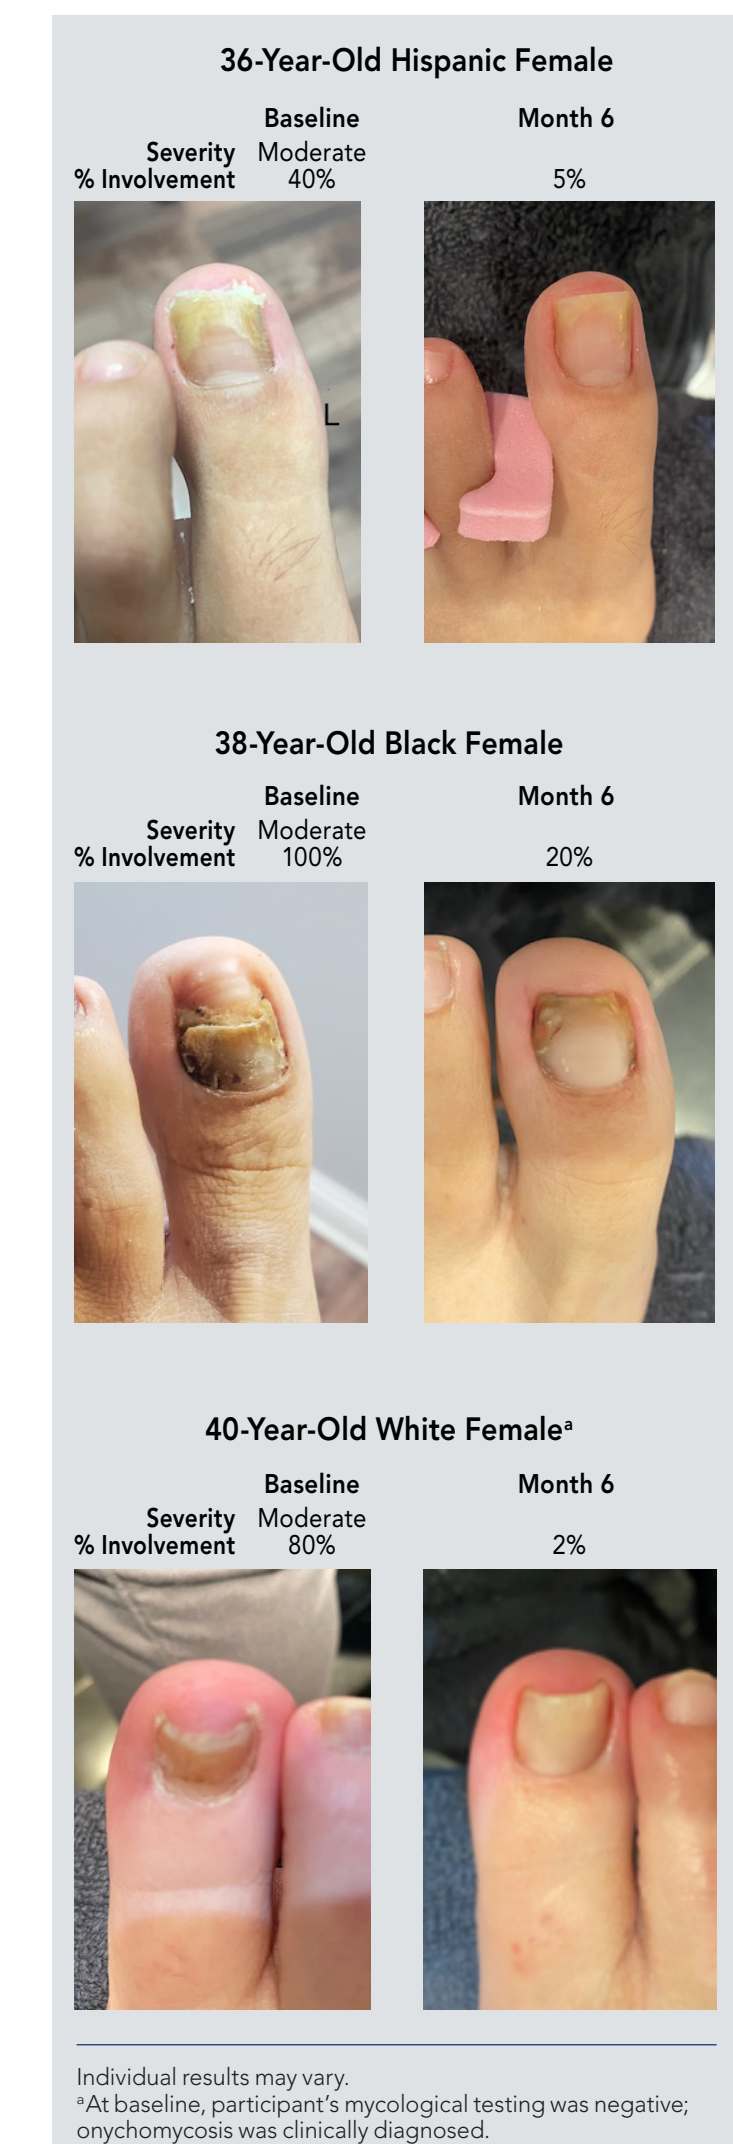 36-Year-Old Hispanic Female
Baseline Month 6
Severity Moderate
% Involvement 40% 5%
L
38-Year-Old Black Female
Baseline Month 6
Severity Moderate
% Involvement 100% 20%
40-Year-Old White Femaleᵃ
Baseline Month 6
Severity Moderate
% Involvement 80% 2%
Individual results may vary.
ᵃAt baseline, participant's mycological testing was negative;
onychomycosis was clinically diagnosed.